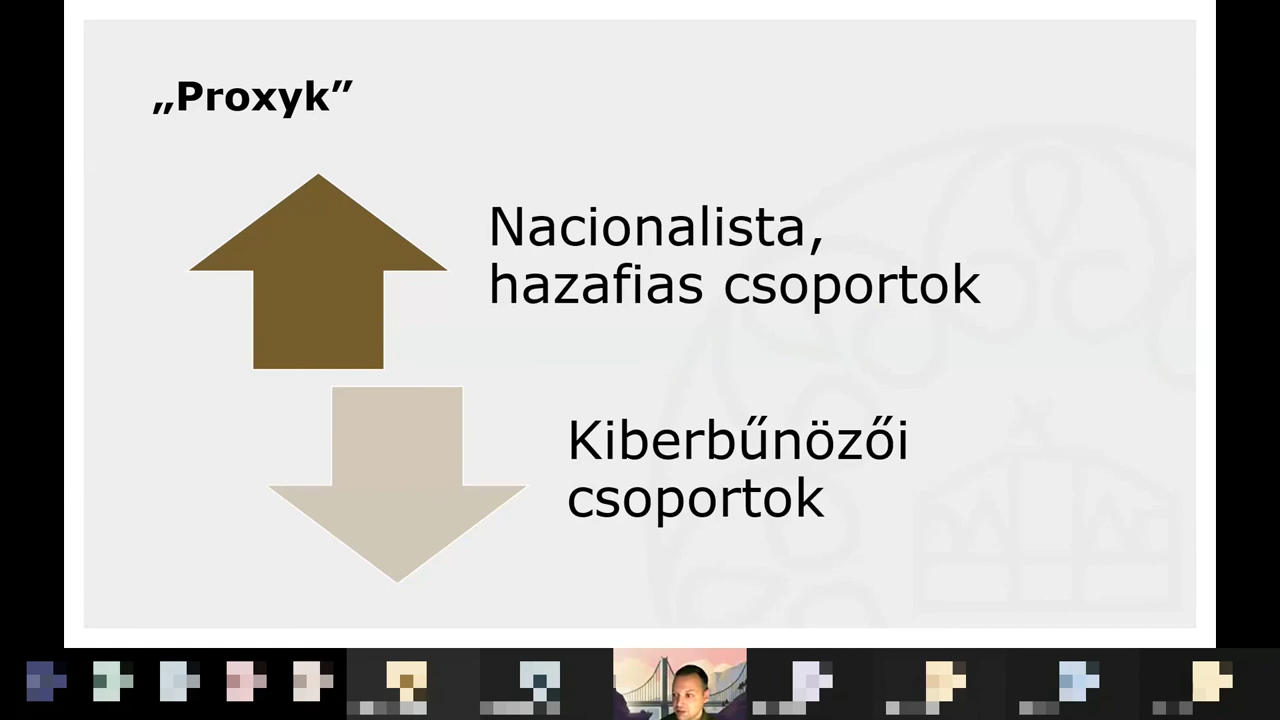 „Proxyk”
Nacionalista,
hazafias csoportok
Kiberbűnözői
csoportok